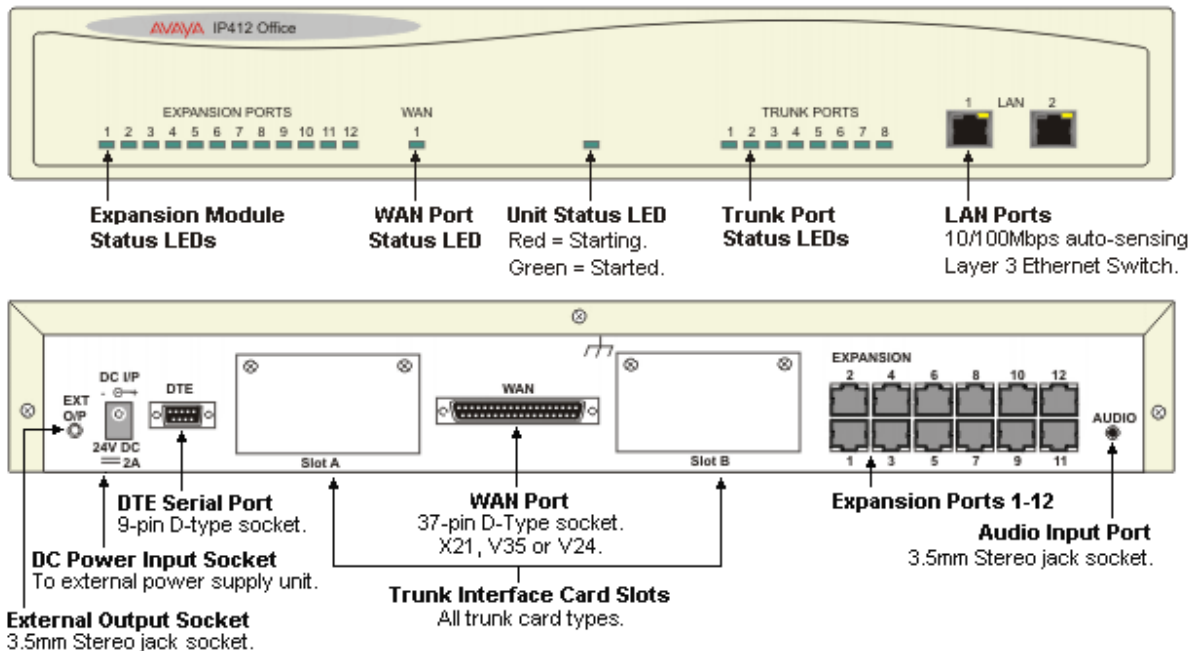 AVAYA IP412 Office
EXPANSION PORTS
1 2 3 4 5 6 7 8 9 10 11 12
WAN
1
TRUNK PORTS
1 2 3 4 5 6 7 8
1 LAN 2
Expansion Module
Status LEDs
WAN Port
Status LED
Unit Status LED
Red = Starting.
Green = Started.
Trunk Port
Status LEDs
LAN Ports
10/100Mbps auto-sensing
Layer 3 Ethernet Switch.
EXT
O/P
DC I/P
- +
24V DC
2A
DTE
Slot A
WAN
Slot B
EXPANSION
2 4 6 8 10 12
1 3 5 7 9 11
AUDIO
DTE Serial Port
9-pin D-type socket.
WAN Port
37-pin D-Type socket.
X21, V35 or V24.
Expansion Ports 1-12
Audio Input Port
3.5mm Stereo jack socket.
DC Power Input Socket
To external power supply unit.
Trunk Interface Card Slots
All trunk card types.
External Output Socket
3.5mm Stereo jack socket.